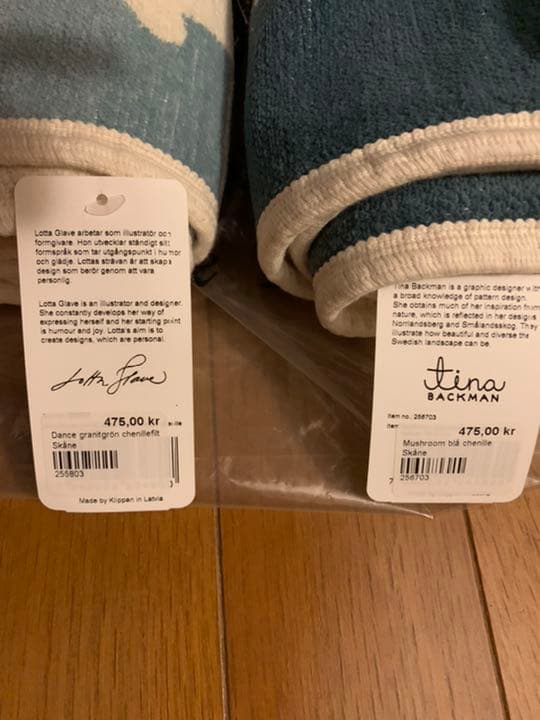 Lotta Glave arbetar som illustratör och
formgivare. Hon utvecklar ständigt sitt
formspråk som tar utgångspunkt i humor
och glädje. Lottas strävan är att skapa
design som berör genom att vara
personlig.
Lotta Glave is an illustrator and designer.
She constantly develops her way of
expressing herself and her starting point
is humour and joy. Lotta's aim is to
create designs, which are personal.
Lotta Glave
475,00 kr
Dance granitgrön chenillefilt
Skåne
255803
Made by Klippan in Latvia
Tina Backman is a graphic designer with
a broad knowledge of pattern design.
She obtains much of her inspiration from
nature, which is reflected in her designs
Norrlandsberg and Smålandsskog. They
illustrate how beautiful and diverse the
Swedish landscape can be.
tina
BACKMAN
Item no.: 256703
475,00 kr
Mushroom blå chenille
Skåne
256703